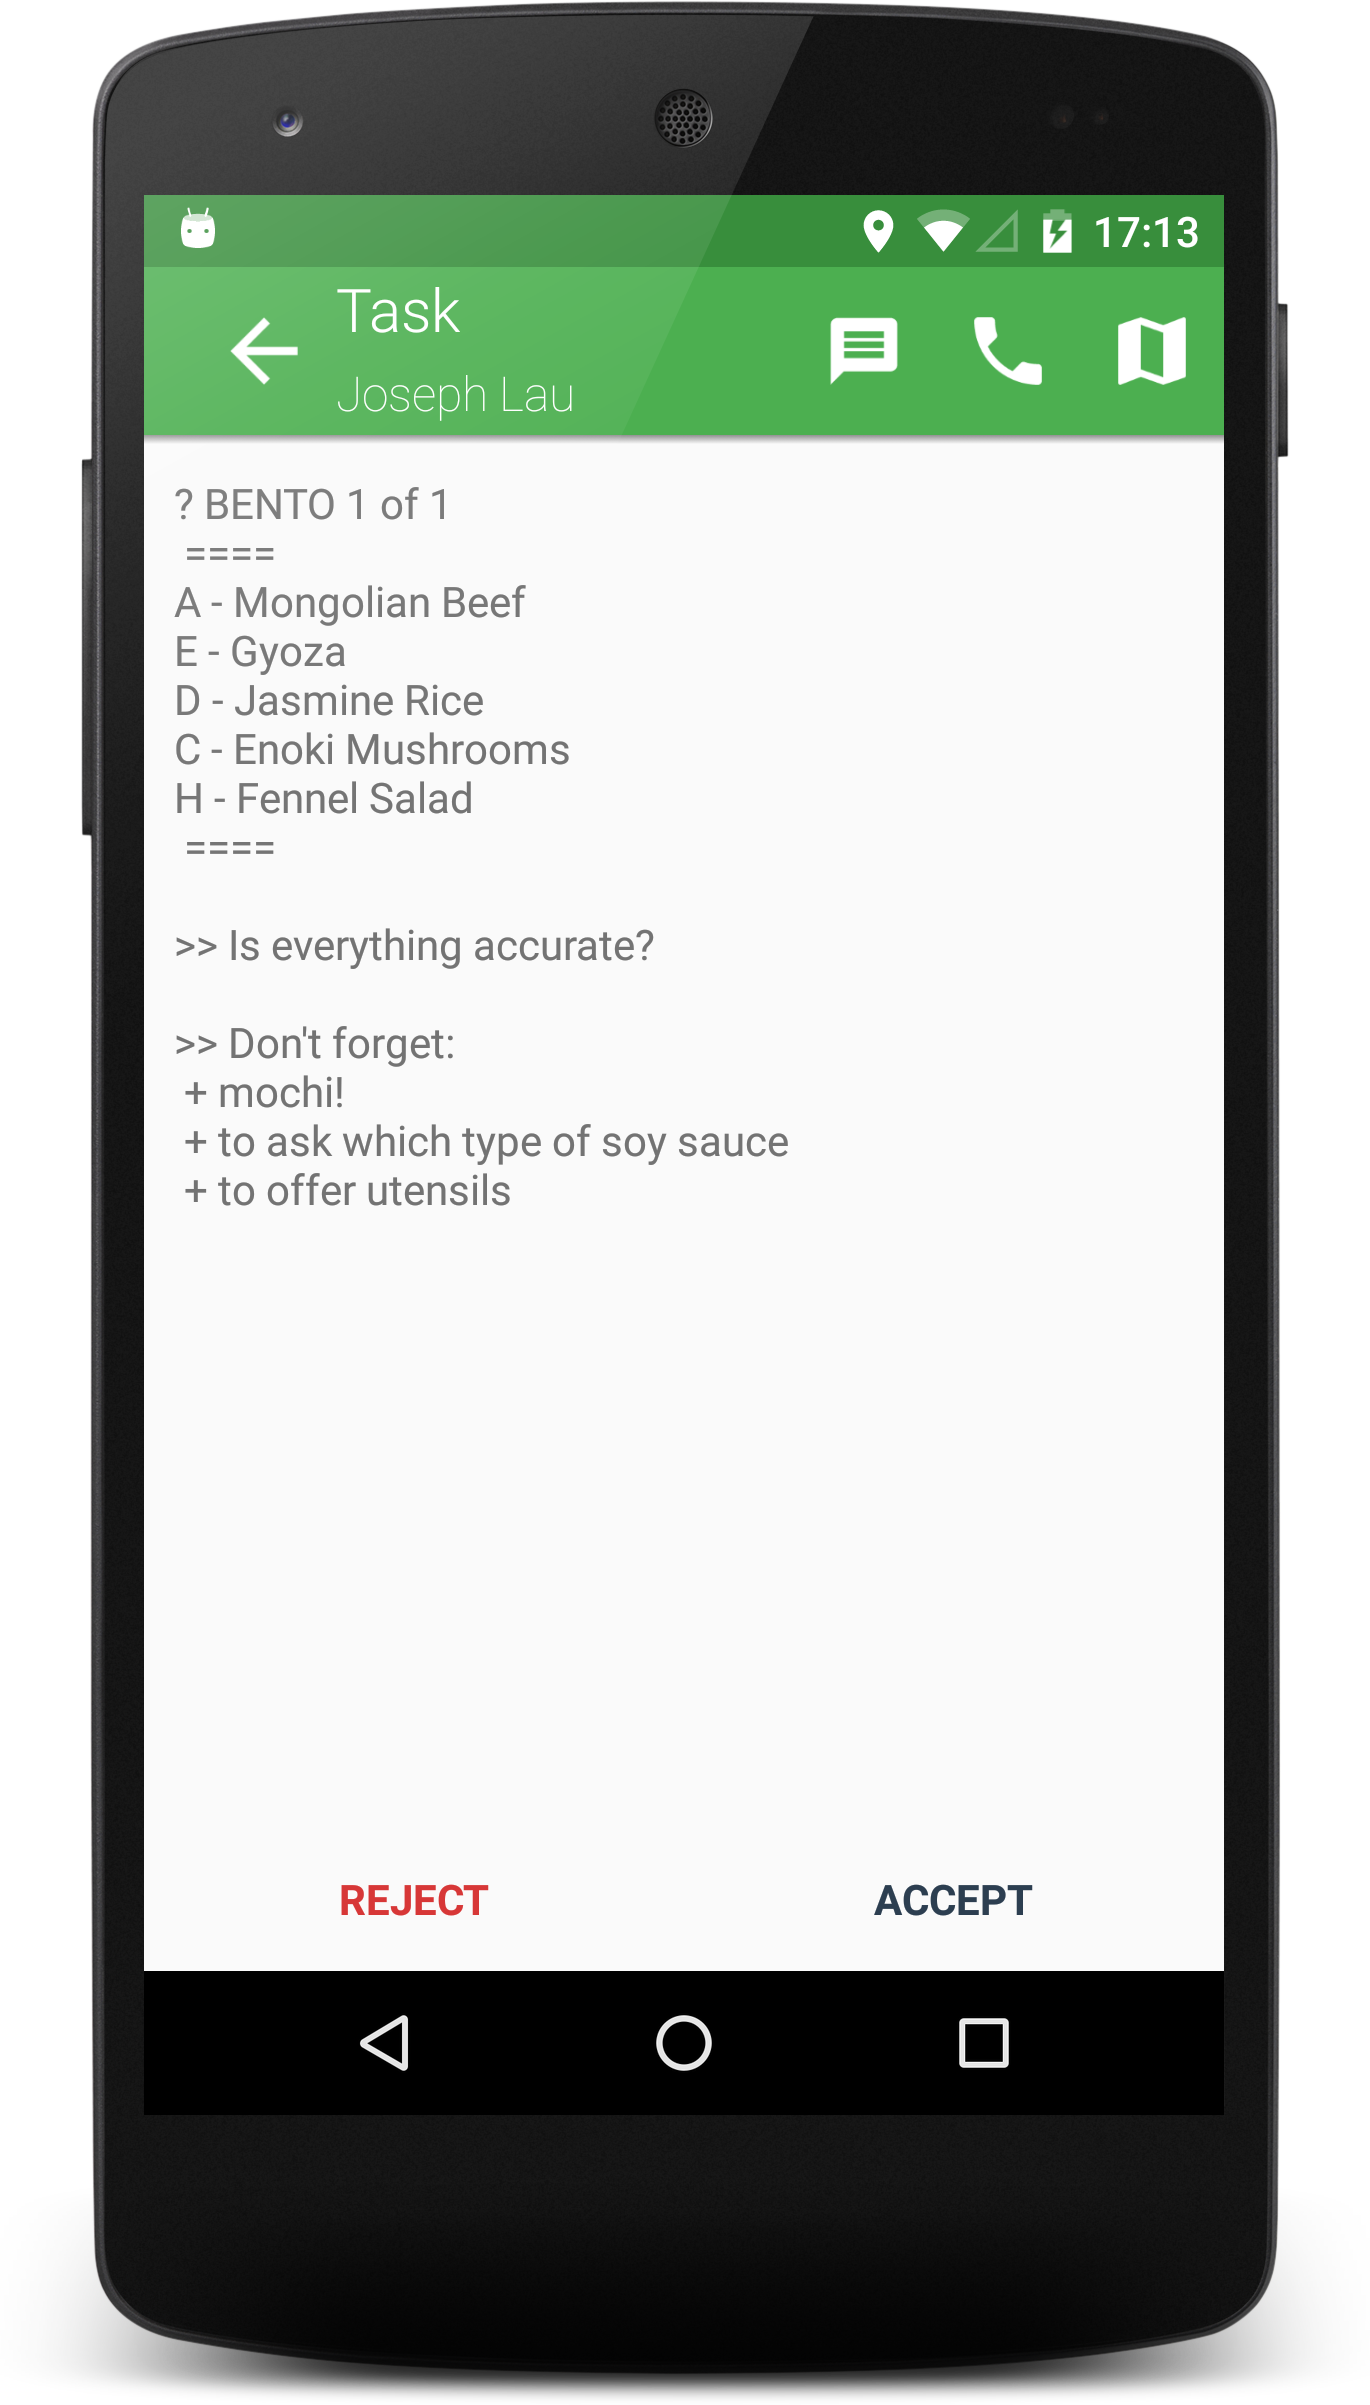 17:13
Task
Joseph Lau
? BENTO 1 of 1
====
A - Mongolian Beef
E - Gyoza
D - Jasmine Rice
C - Enoki Mushrooms
H - Fennel Salad
====
>> Is everything accurate?
>> Don't forget:
+ mochi!
+ to ask which type of soy sauce
+ to offer utensils
REJECT
ACCEPT